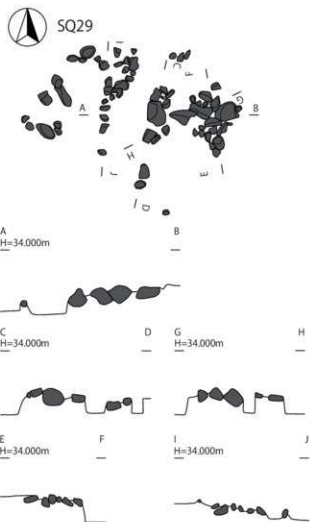 SQ29
I
C
F
A
G
B
H
J
E
D
A B
H=34.000m
C D G H
H=34.000m H=34.000m
E F I J
H=34.000m H=34.000m